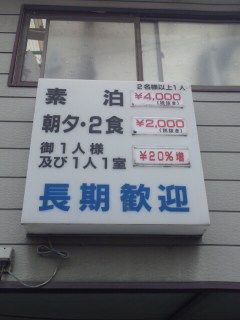 2名様以上1人
素泊 ¥4,000
(税抜き)
朝夕・2食 ¥2,000
(税抜き)
御1人様
及び1人1室 ¥20%増
長期歓迎